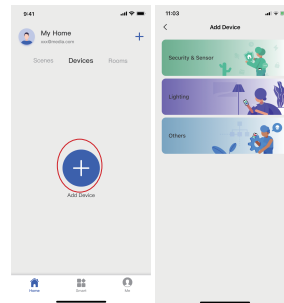 9:41
My Home
Scenes
Devices
Rooms
Add Device
Home
Smart
Me
11:03
Add Device
Security & Sensor
Lighting
Others